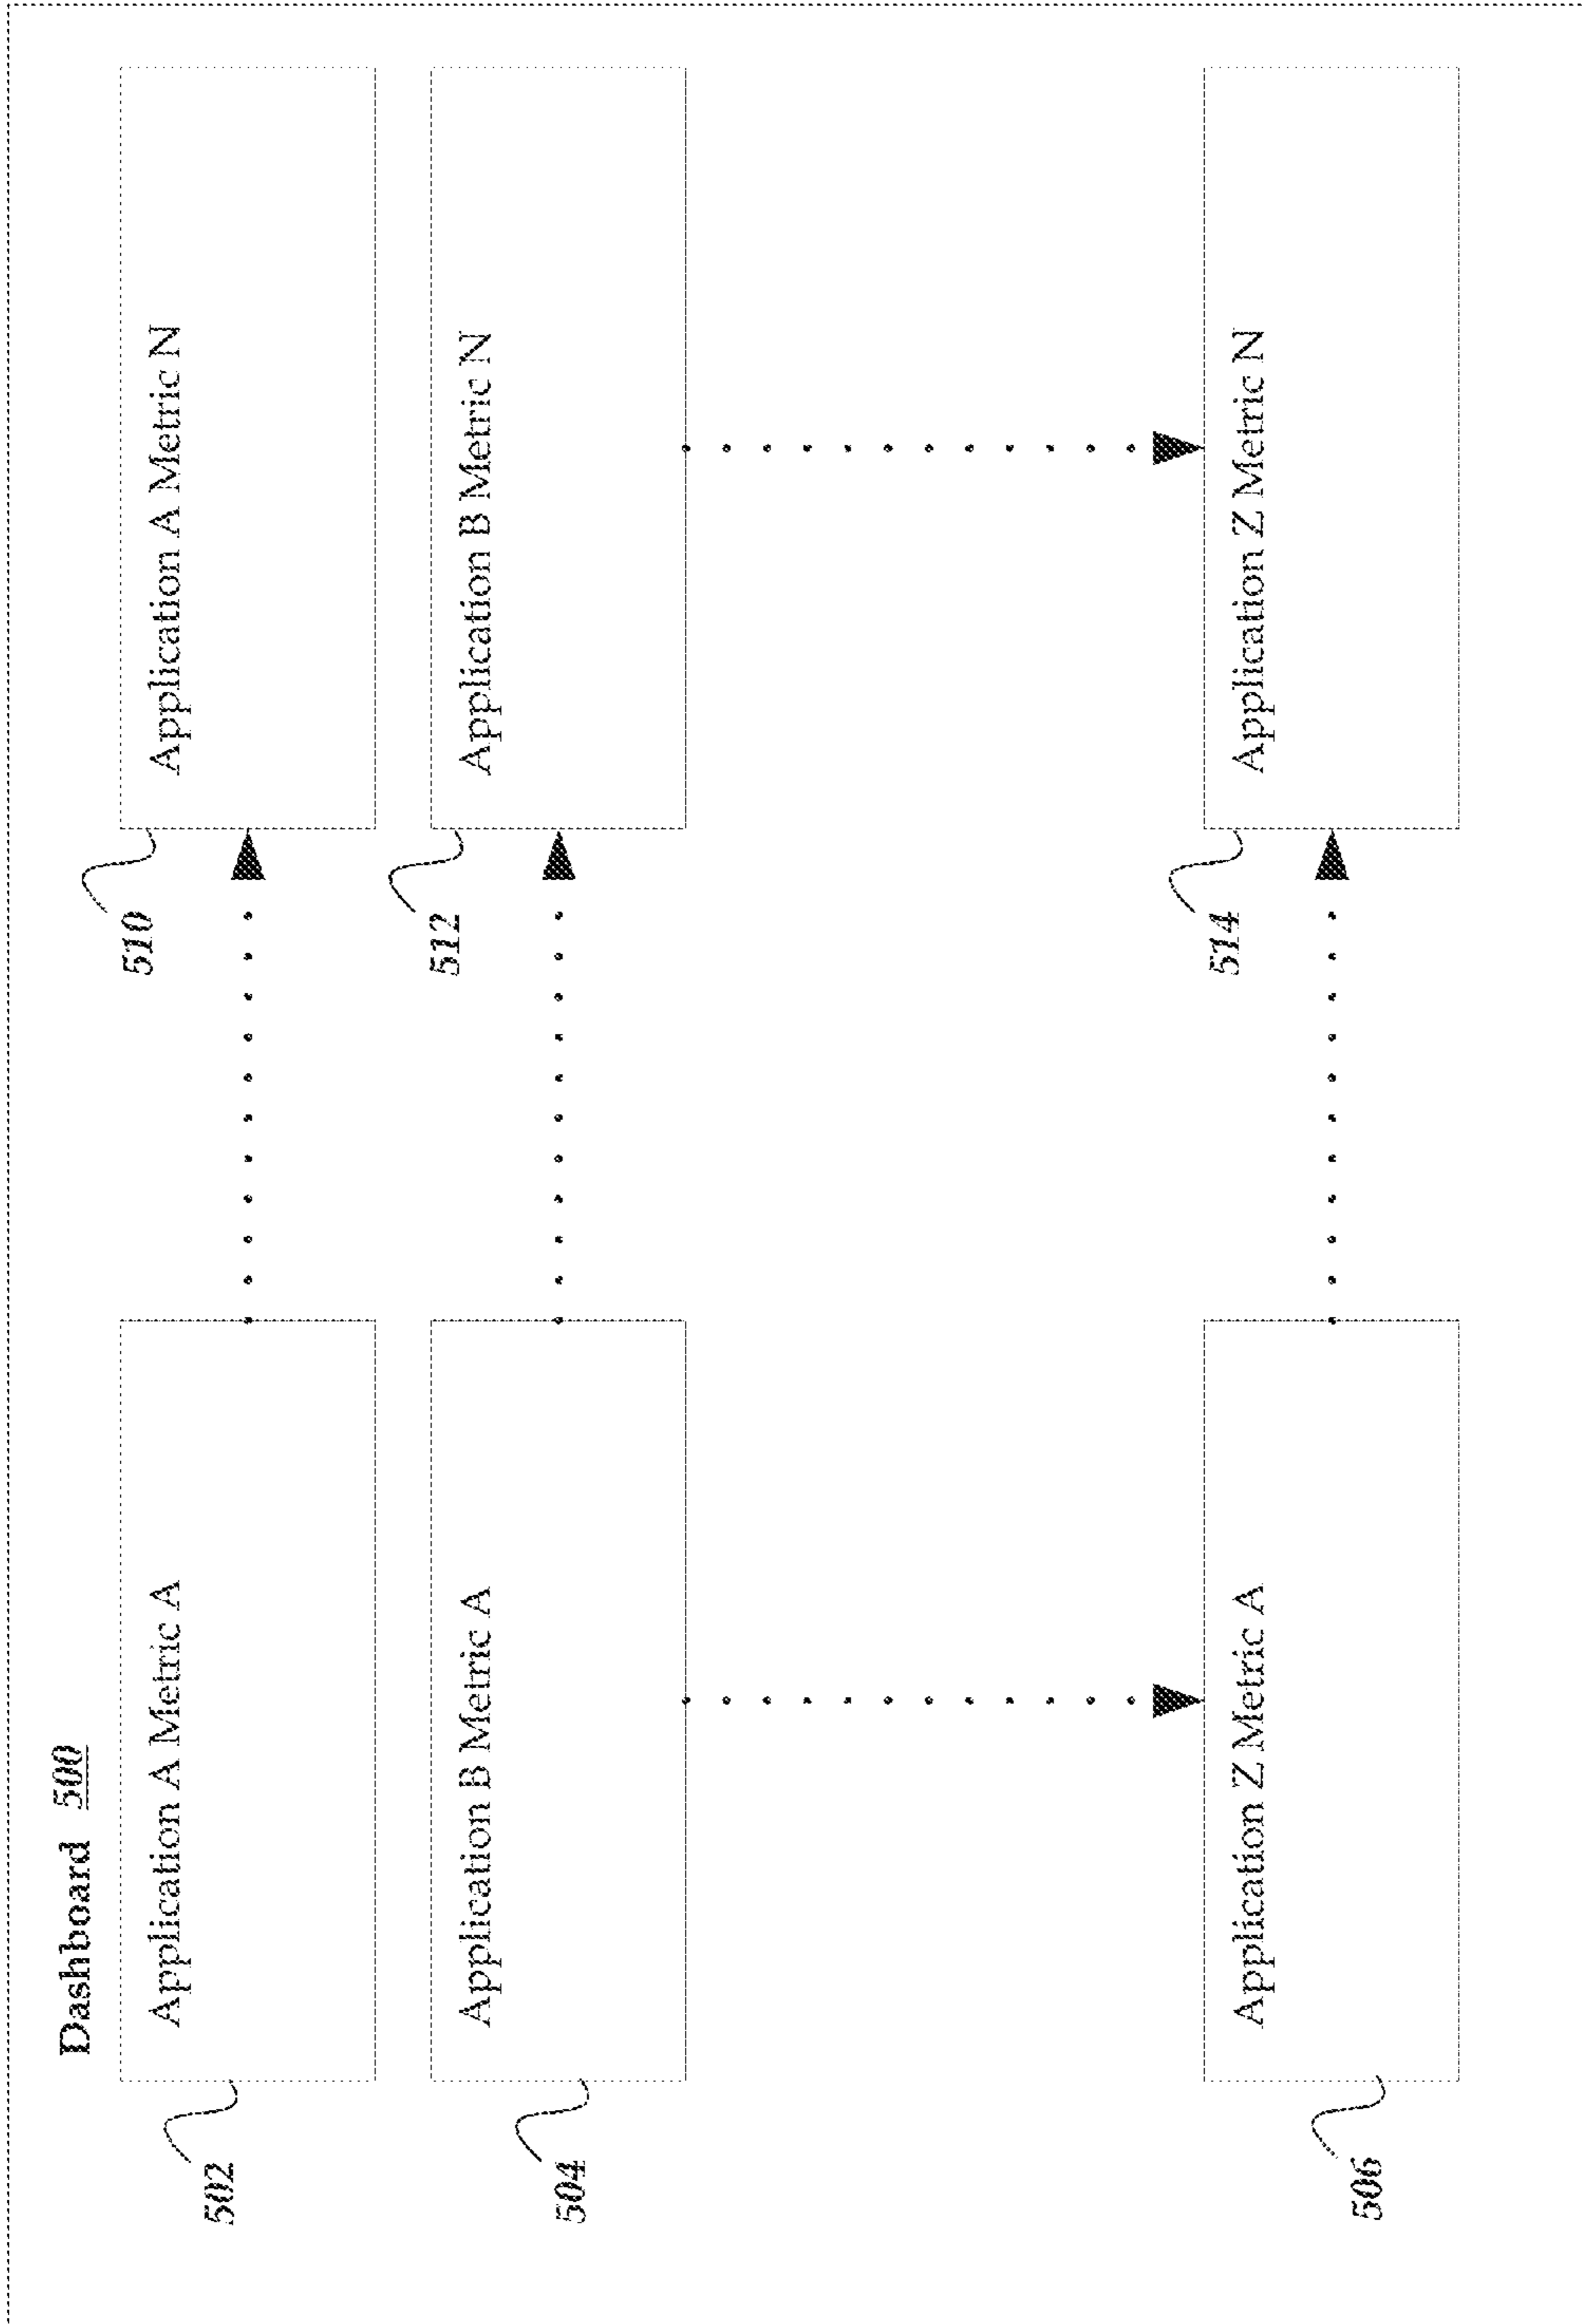 Dashboard 500
502
Application A Metric A
510
Application A Metric N
504
Application B Metric A
512
Application B Metric N
506
Application Z Metric A
514
Application Z Metric N